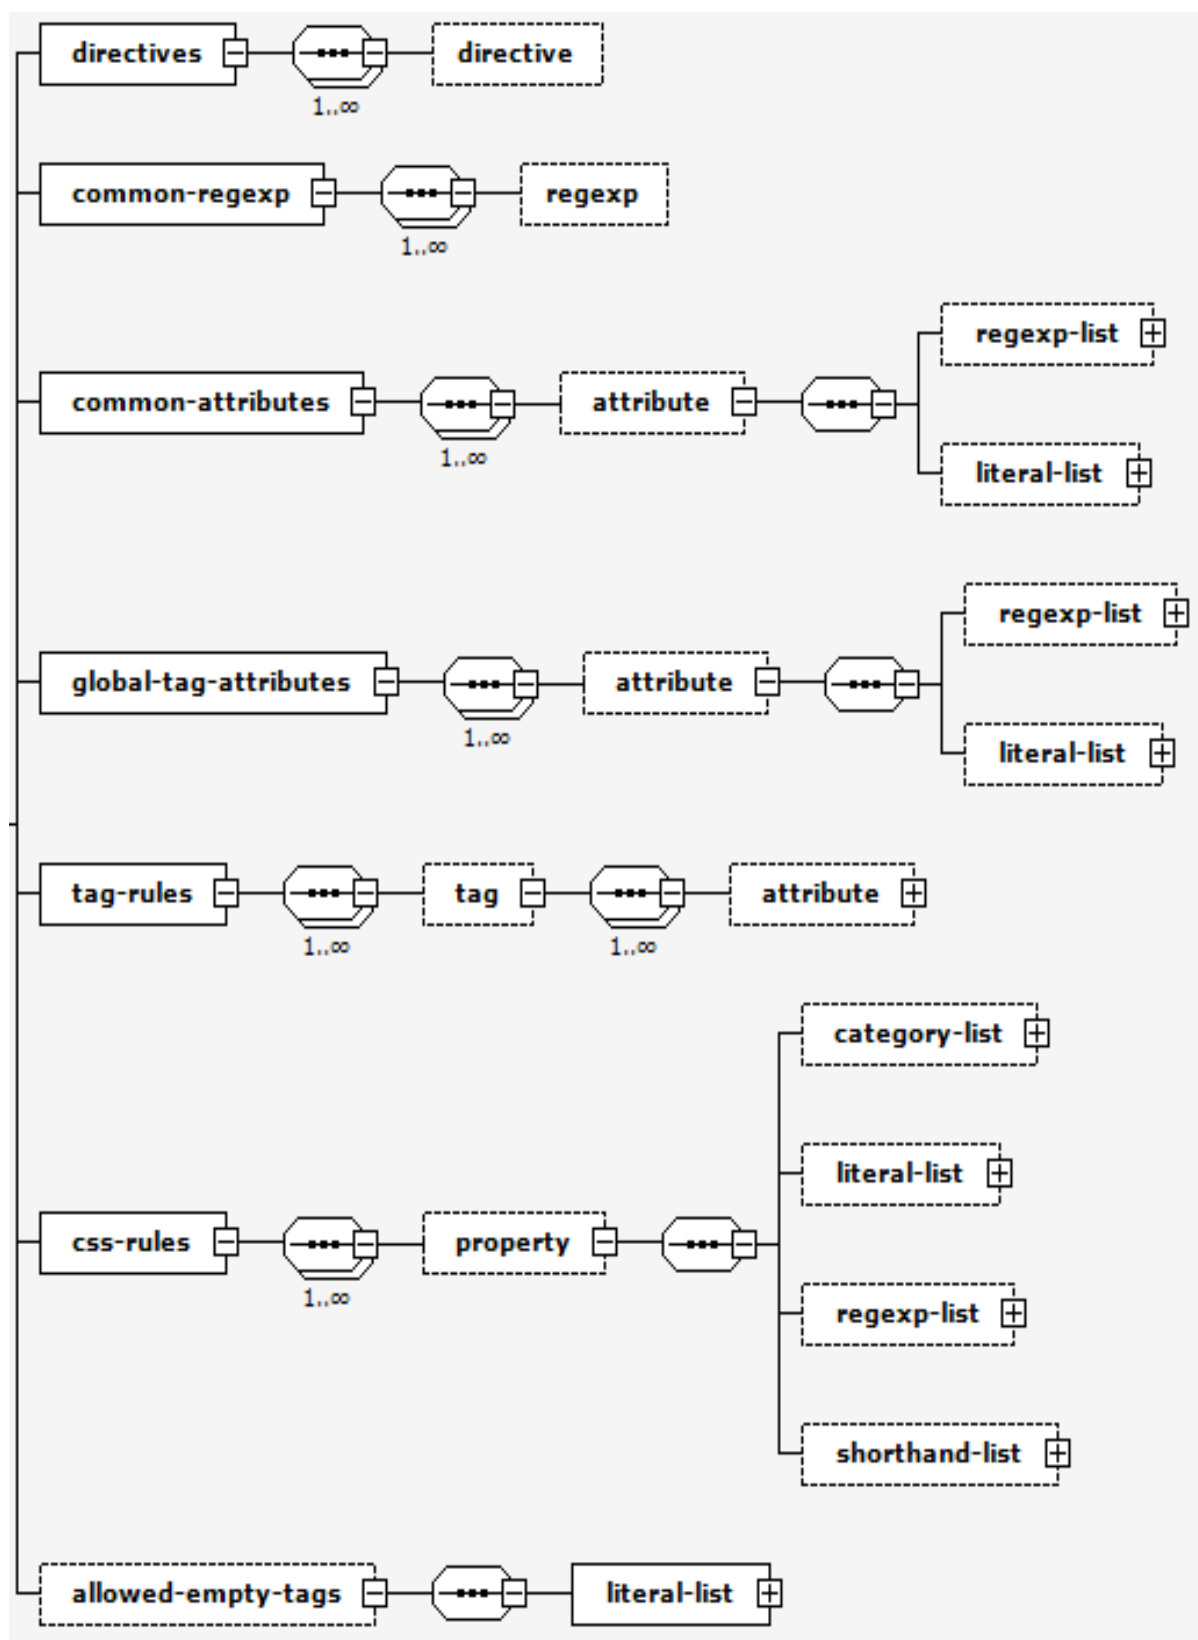 directives
directive
1..∞
common-regexp
regexp
1..∞
regexp-list
common-attributes
attribute
1..∞
literal-list
regexp-list
global-tag-attributes
attribute
1..∞
literal-list
tag-rules
tag
attribute
1..∞
1..∞
category-list
literal-list
css-rules
property
1..∞
regexp-list
shorthand-list
allowed-empty-tags
literal-list